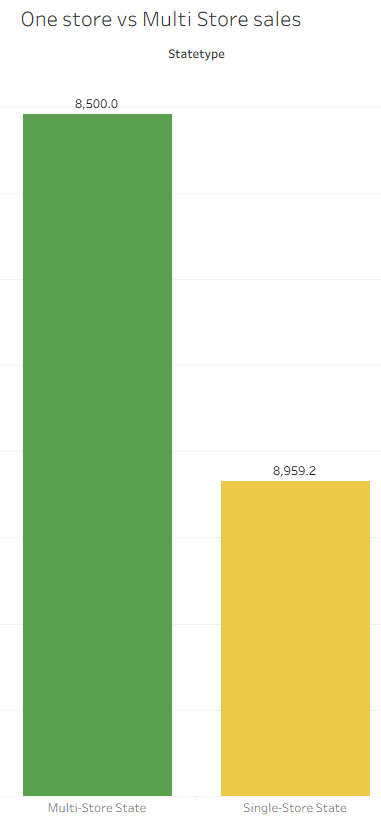 One store vs Multi Store sales
Statetype
8,500.0
8,959.2
Multi-Store State
Single-Store State